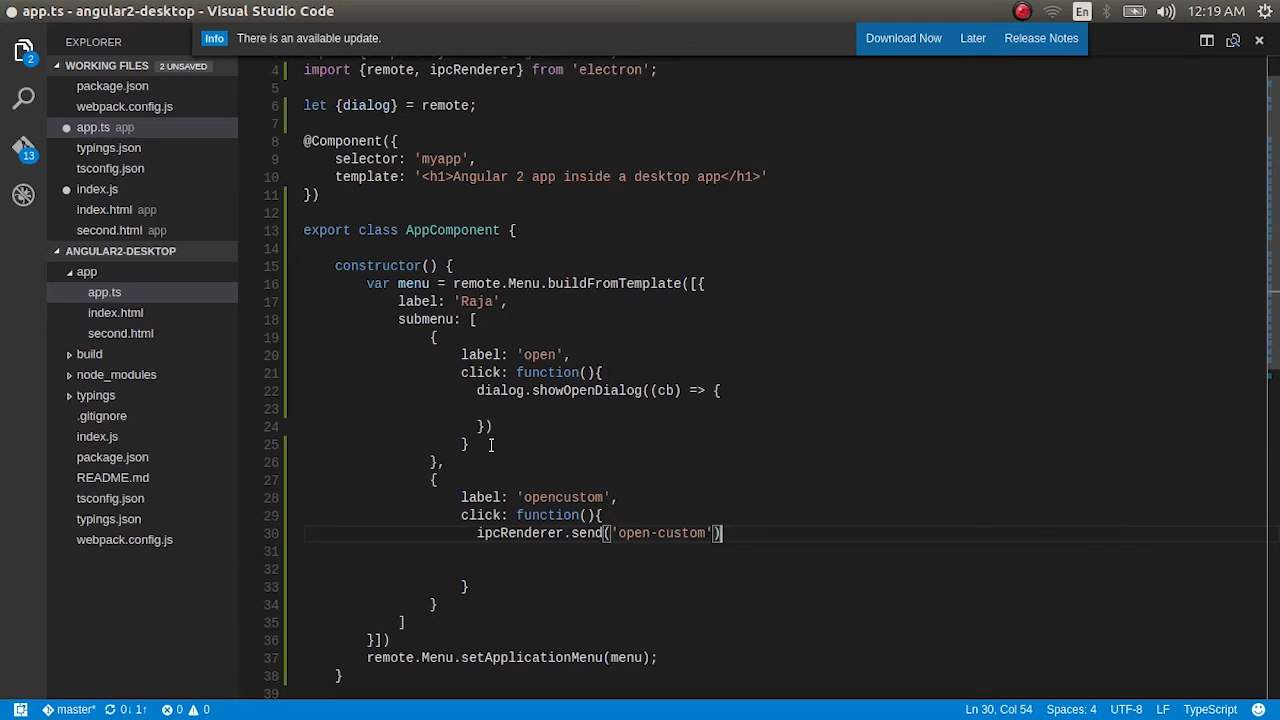 app.ts - angular2-desktop - Visual Studio Code
En
12:19 AM
EXPLORER
Info There is an available update.
Download Now Later Release Notes
WORKING FILES 2 UNSAVED
package.json
webpack.config.js
app.ts app
typings.json
tsconfig.json
index.js
index.html app
second.html app
ANGULAR2-DESKTOP
app
app.ts
index.html
second.html
build
node_modules
typings
.gitignore
index.js
package.json
README.md
tsconfig.json
typings.json
webpack.config.js
2
13
4 import {remote, ipcRenderer} from 'electron';
5
6 let {dialog} = remote;
7
8 @Component({
9 selector: 'myapp',
10 template: '<h1>Angular 2 app inside a desktop app</h1>'
11 })
12
13 export class AppComponent {
14
15 constructor() {
16 var menu = remote.Menu.buildFromTemplate([{
17 label: 'Raja',
18 submenu: [
19 {
20 label: 'open',
21 click: function(){
22 dialog.showOpenDialog((cb) => {
23
24 })
25 }
26 },
27 {
28 label: 'opencustom',
29 click: function(){
30 ipcRenderer.send('open-custom')
31
32
33 }
34 }
35 ]
36 }])
37 remote.Menu.setApplicationMenu(menu);
38 }
39
master* 0↓ 1↑ 0 0
Ln 30, Col 54 Spaces: 4 UTF-8 LF TypeScript